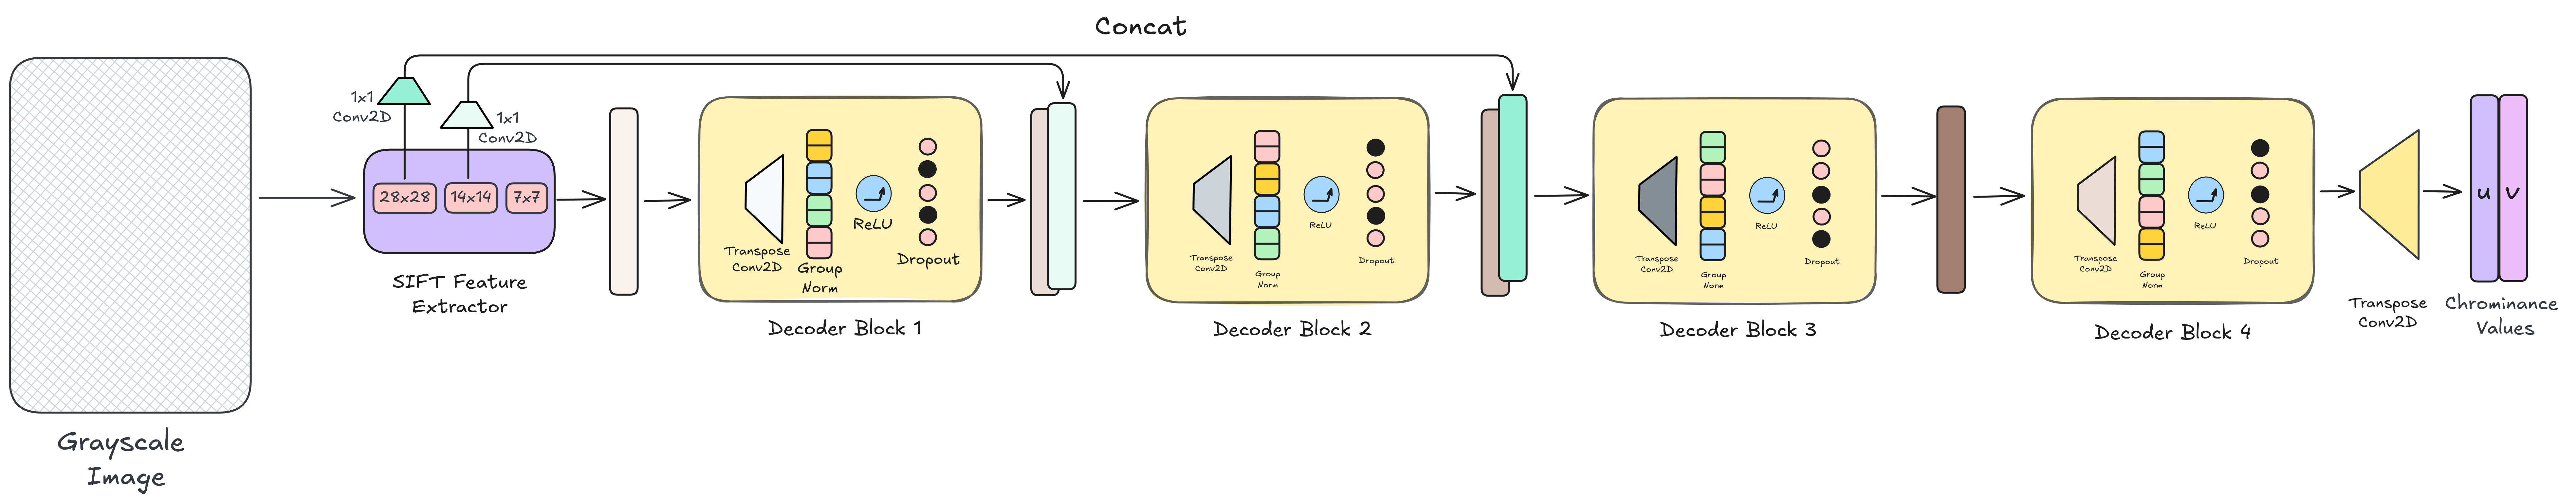 Concat
1x1
Conv2D
1x1
Conv2D
28x28
14x14
7x7
SIFT Feature
Extractor
Grayscale
Image
Transpose
Conv2D
Group
Norm
ReLU
Dropout
Decoder Block 1
Transpose
Conv2D
Group
Norm
ReLU
Dropout
Decoder Block 2
Transpose
Conv2D
Group
Norm
ReLU
Dropout
Decoder Block 3
Transpose
Conv2D
Group
Norm
ReLU
Dropout
Decoder Block 4
Transpose
Conv2D
u
v
Chrominance
Values